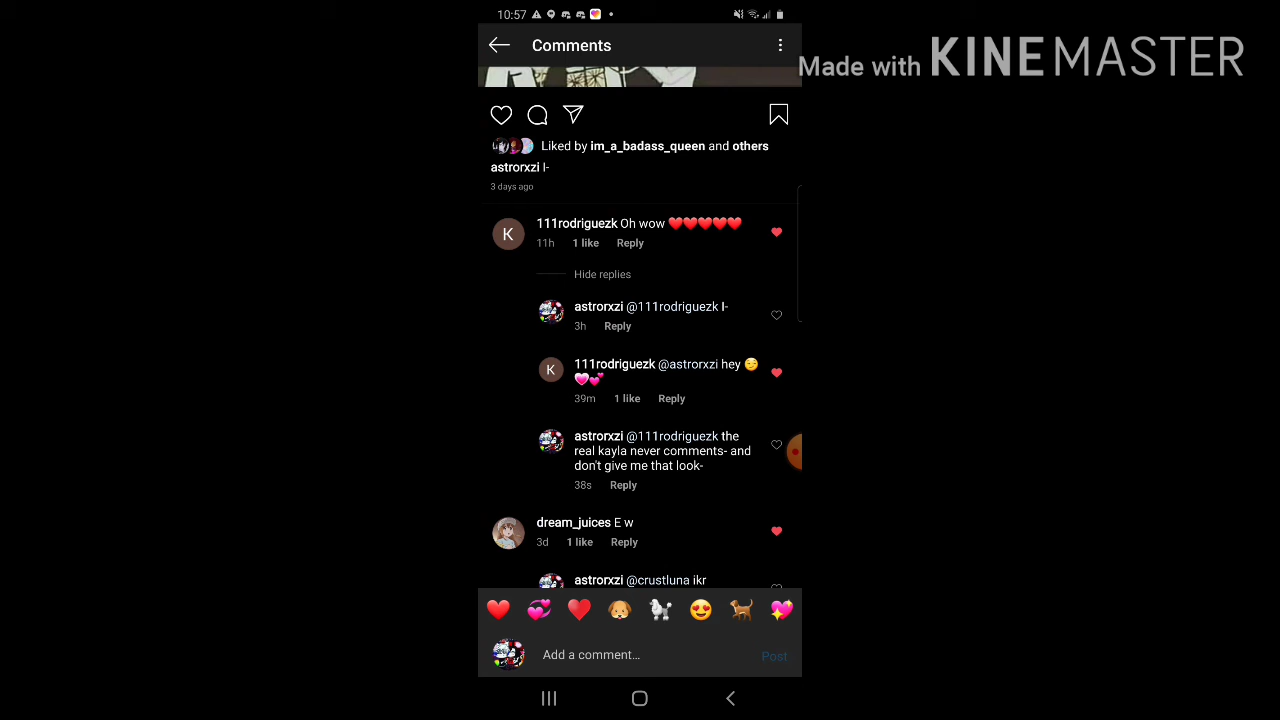 10:57
Comments
Made with KINEMASTER
Liked by im_a_badass_queen and others
astrorxzi I-
3 days ago
K
111rodriguezk Oh wow ❤️❤️❤️❤️❤️
11h 1 like Reply
Hide replies
astrorxzi @111rodriguezk I-
3h Reply
K
111rodriguezk @astrorxzi hey 😏
💗💕
39m 1 like Reply
astrorxzi @111rodriguezk the
real kayla never comments- and
don't give me that look-
38s Reply
dream_juices E w
3d 1 like Reply
astrorxzi @crustluna ikr
Add a comment...
Post